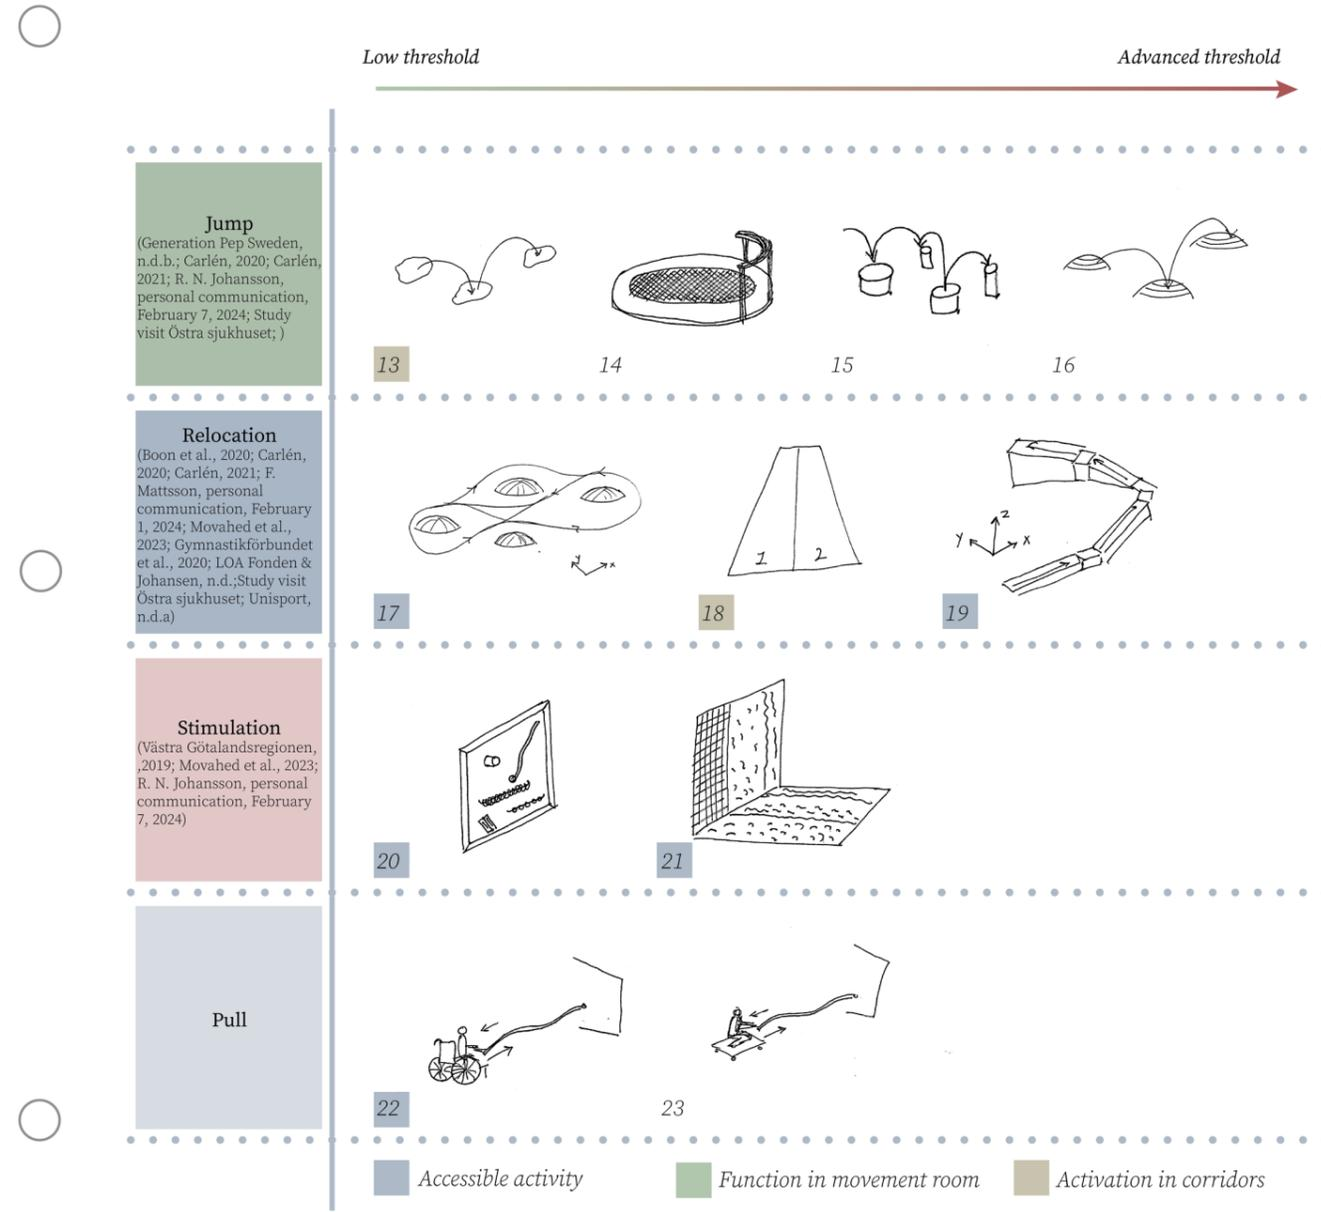 Low threshold
Advanced threshold
Jump
(Generation Pep Sweden,
n.d.b.; Carlén, 2020; Carlén,
2021; R. N. Johansson,
personal communication,
February 7, 2024; Study
visit Östra sjukhuset; )
13
14
15
16
Relocation
(Boon et al., 2020; Carlén,
2020; Carlén, 2021; F.
Mattsson, personal
communication, February
1, 2024; Movahed et al.,
2023; Gymnastikförbundet
et al., 2020; LOA Fonden &
Johansen, n.d.;Study visit
Östra sjukhuset; Unisport,
n.d.a)
y x
1 2
z
y x
17
18
19
Stimulation
(Västra Götalandsregionen,
,2019; Movahed et al., 2023;
R. N. Johansson, personal
communication, February
7, 2024)
20
21
Pull
22
23
Accessible activity
Function in movement room
Activation in corridors